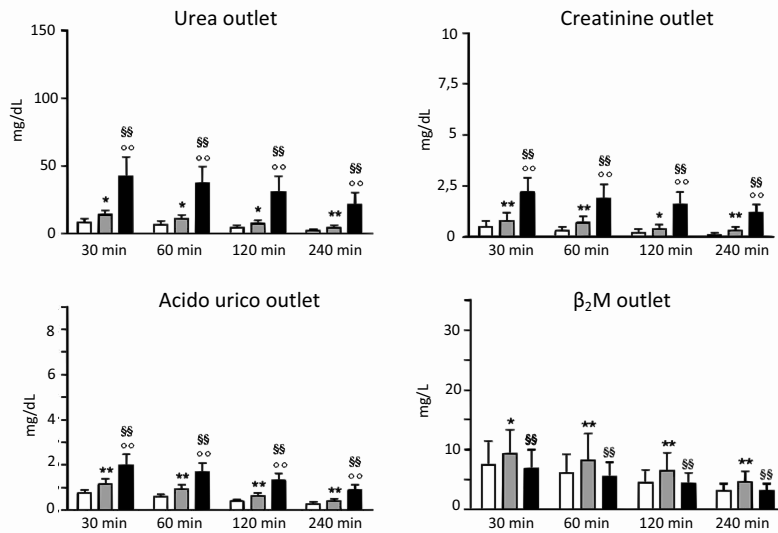 Urea outlet
150
100
50
0
mg/dL
§§
°°
*
§§
°°
*
§§
°°
*
§§
°°
**
30 min
60 min
120 min
240 min
Creatinine outlet
10
7,5
5
2,5
0
mg/dL
§§
°°
**
§§
°°
**
§§
°°
*
§§
°°
**
30 min
60 min
120 min
240 min
Acido urico outlet
8
6
4
2
0
mg/dL
§§
°°
**
§§
°°
**
§§
°°
**
§§
°°
**
30 min
60 min
120 min
240 min
β₂M outlet
35
20
10
0
mg/L
*
§§
**
§§
**
§§
**
§§
30 min
60 min
120 min
240 min